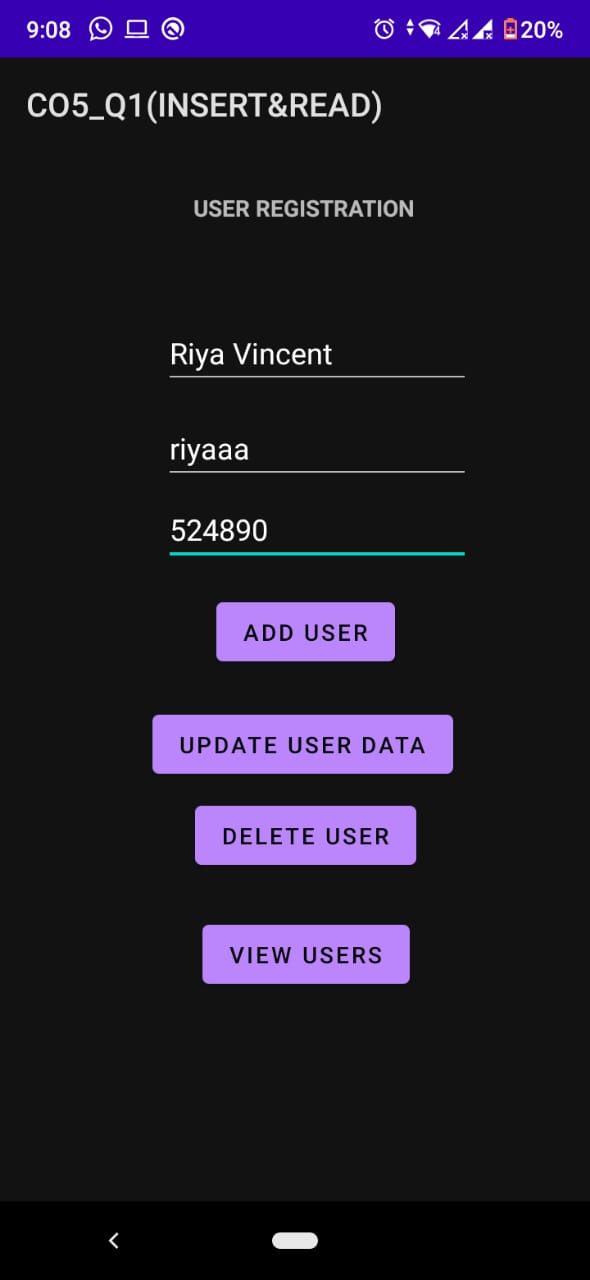 9:08 20%
CO5_Q1(INSERT&READ)
USER REGISTRATION
Riya Vincent
riyaaa
524890
ADD USER
UPDATE USER DATA
DELETE USER
VIEW USERS